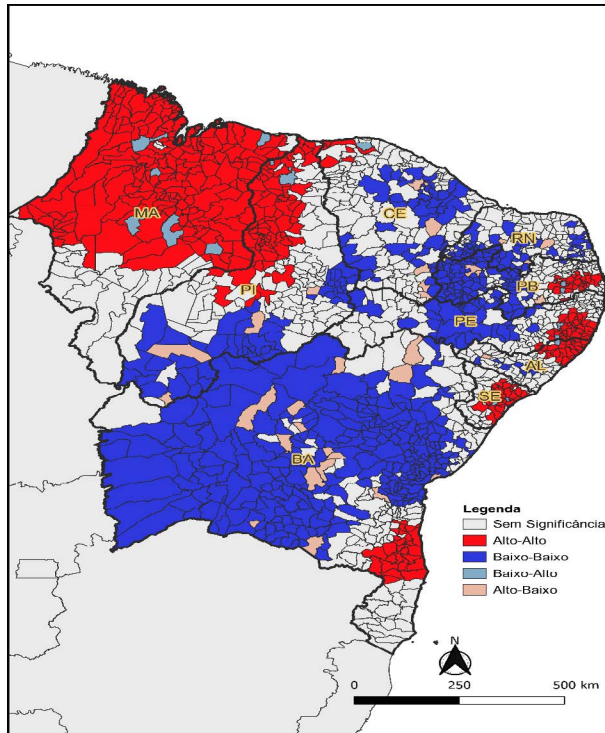 MA
CE
RN
PI
PB
PE
AL
SE
BA
Legenda
Sem Significância
Alto-Alto
Baixo-Baixo
Baixo-Alto
Alto-Baixo
N
0 250 500 km